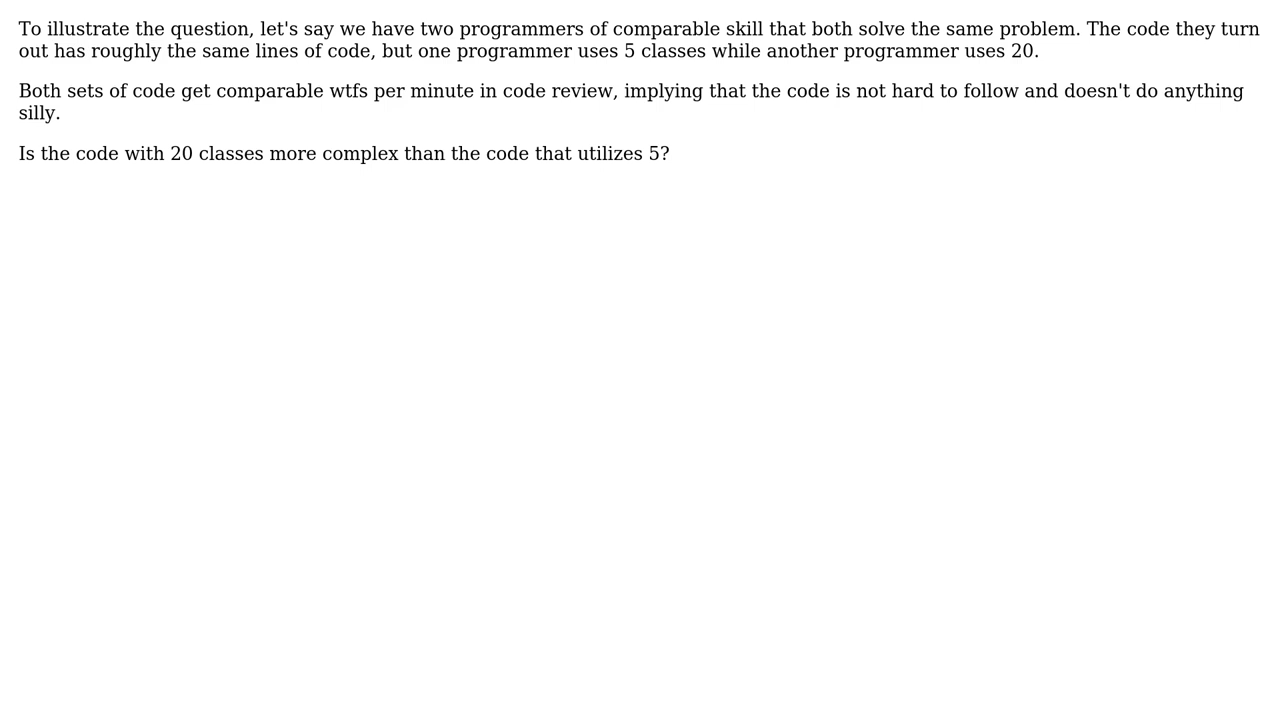 To illustrate the question, let's say we have two programmers of comparable skill that both solve the same problem. The code they turn
out has roughly the same lines of code, but one programmer uses 5 classes while another programmer uses 20.
Both sets of code get comparable wtfs per minute in code review, implying that the code is not hard to follow and doesn't do anything
silly.
Is the code with 20 classes more complex than the code that utilizes 5?